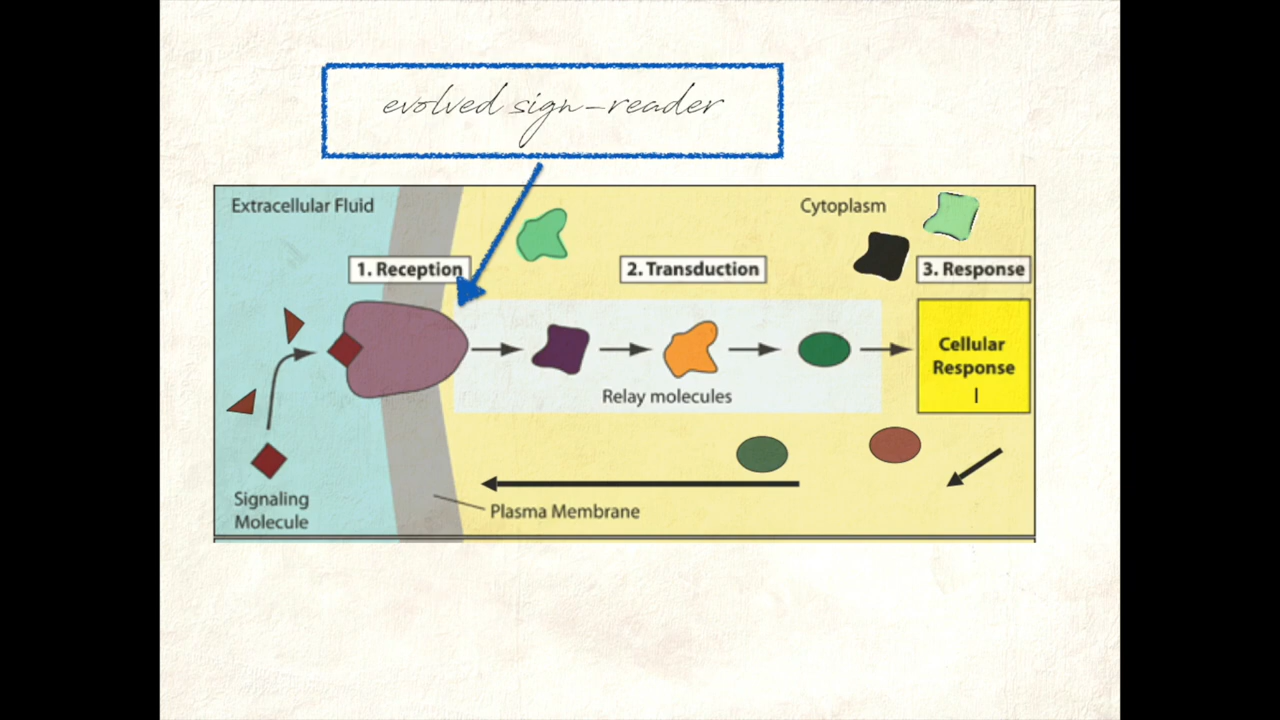 evolved sign-reader
Extracellular Fluid
Cytoplasm
1. Reception
2. Transduction
3. Response
Cellular
Response
Relay molecules
Signaling
Molecule
Plasma Membrane